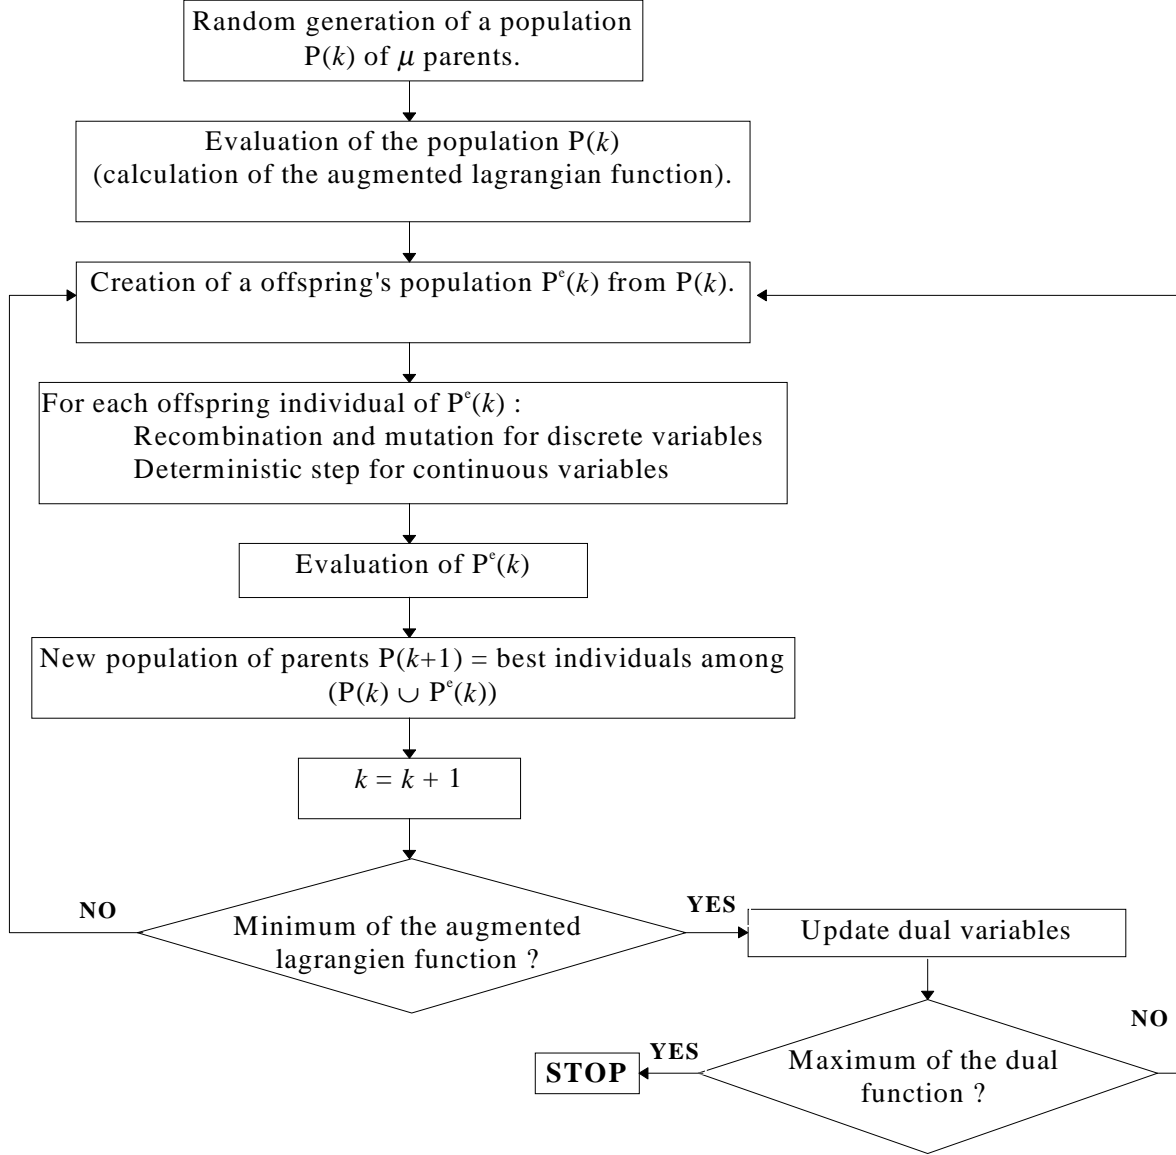 Random generation of a population
P(k) of μ parents.
Evaluation of the population P(k)
(calculation of the augmented lagrangian function).
Creation of a offspring's population Pᵉ(k) from P(k).
For each offspring individual of Pᵉ(k) :
Recombination and mutation for discrete variables
Deterministic step for continuous variables
Evaluation of Pᵉ(k)
New population of parents P(k+1) = best individuals among
(P(k) ∪ Pᵉ(k))
k = k + 1
NO
Minimum of the augmented
lagrangien function ?
YES
Update dual variables
NO
Maximum of the dual
function ?
YES
STOP